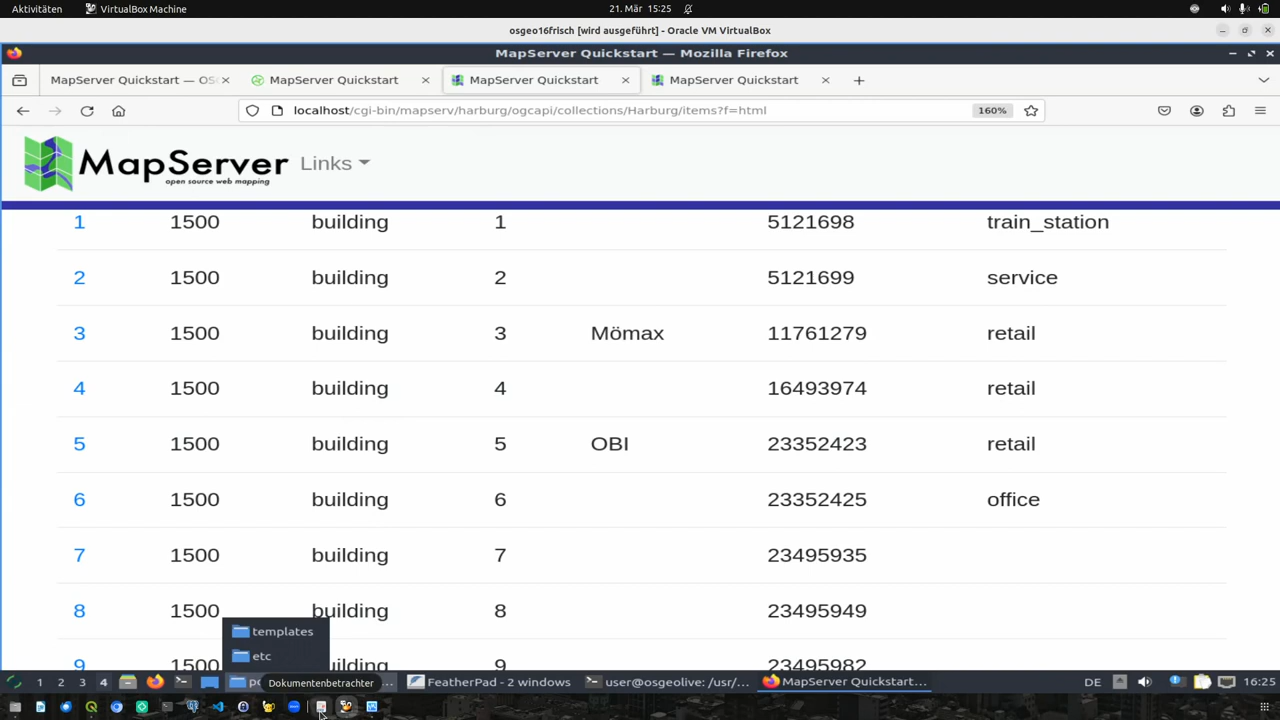 Aktivitäten VirtualBox Machine 21. Mär 15:25
osgeo16frisch [wird ausgeführt] - Oracle VM VirtualBox
MapServer Quickstart — Mozilla Firefox
MapServer Quickstart — OS MapServer Quickstart MapServer Quickstart MapServer Quickstart
localhost/cgi-bin/mapserv/harburg/ogcapi/collections/Harburg/items?f=html 160%
MapServer Links
open source web mapping
1 1500 building 1 5121698 train_station
2 1500 building 2 5121699 service
3 1500 building 3 Mömax 11761279 retail
4 1500 building 4 16493974 retail
5 1500 building 5 OBI 23352423 retail
6 1500 building 6 23352425 office
7 1500 building 7 23495935
8 1500 building 8 23495949
templates
etc
9 1500 uilding 9 23495982
1 2 3 4 po Dokumentenbetrachter ... FeatherPad - 2 windows user@osgeolive: /usr/... MapServer Quickstart... DE 16:25